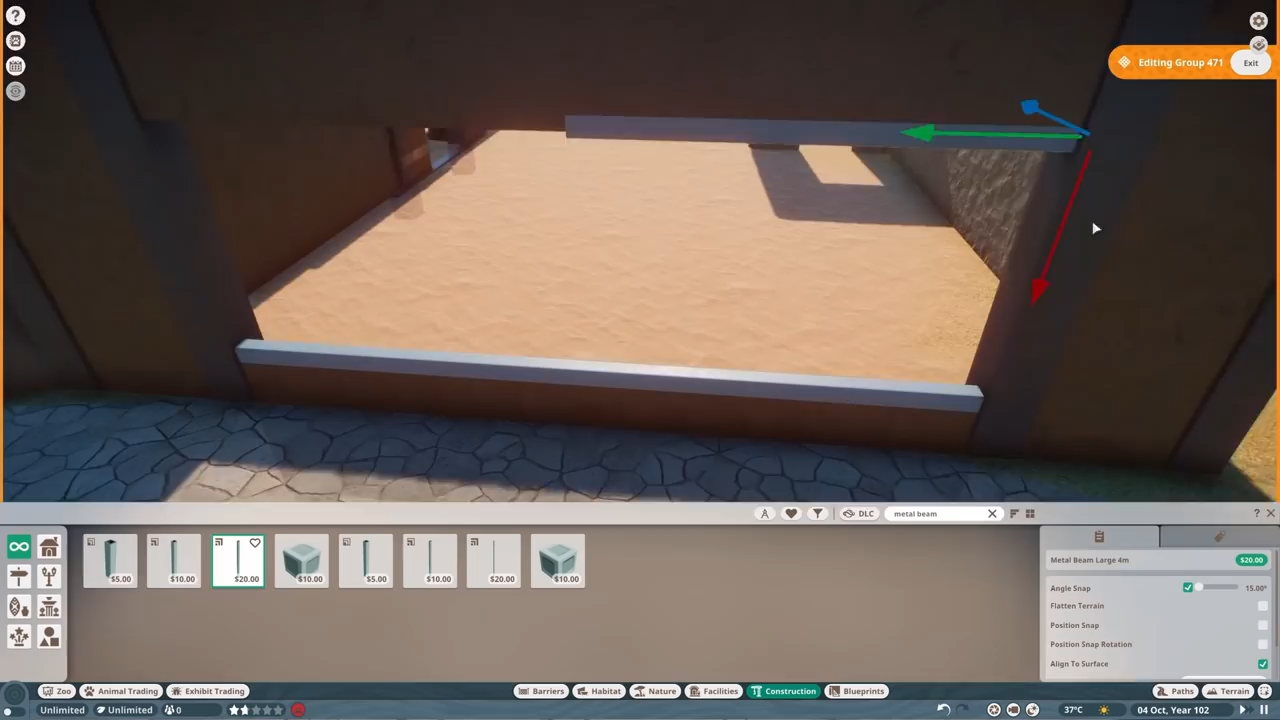 Editing Group 471
Exit
DLC
metal beam
$5.00
$10.00
$20.00
$10.00
$5.00
$10.00
$20.00
$10.00
Metal Beam Large 4m
$20.00
Angle Snap
15.00°
Flatten Terrain
Position Snap
Position Snap Rotation
Align To Surface
Zoo
Animal Trading
Exhibit Trading
Barriers
Habitat
Nature
Facilities
Construction
Blueprints
Paths
Terrain
Unlimited
Unlimited
0
37°C
04 Oct, Year 102